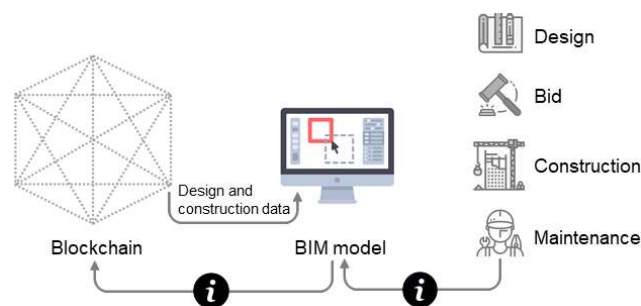 Design
Bid
Design and
construction data
Construction
Blockchain
BIM model
Maintenance
i
i